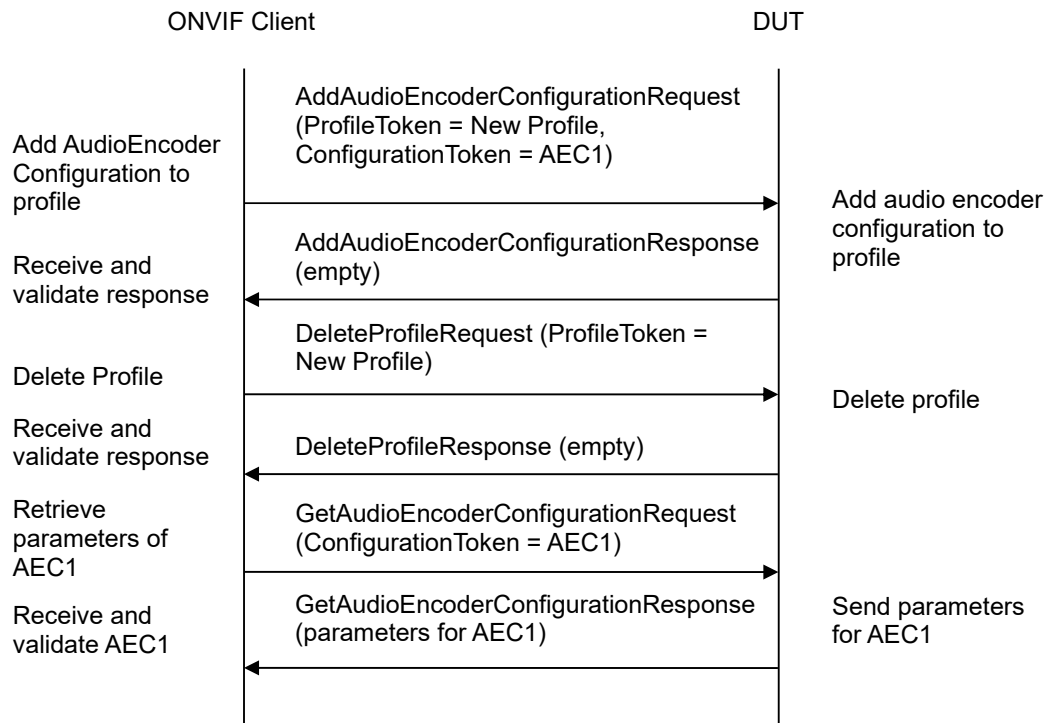 ONVIF Client
DUT
AddAudioEncoderConfigurationRequest
(ProfileToken = New Profile,
ConfigurationToken = AEC1)
Add AudioEncoder
Configuration to
profile
Add audio encoder
configuration to
profile
AddAudioEncoderConfigurationResponse
(empty)
Receive and
validate response
DeleteProfileRequest (ProfileToken =
New Profile)
Delete Profile
Delete profile
Receive and
validate response
DeleteProfileResponse (empty)
Retrieve
parameters of
AEC1
GetAudioEncoderConfigurationRequest
(ConfigurationToken = AEC1)
GetAudioEncoderConfigurationResponse
(parameters for AEC1)
Send parameters
for AEC1
Receive and
validate AEC1